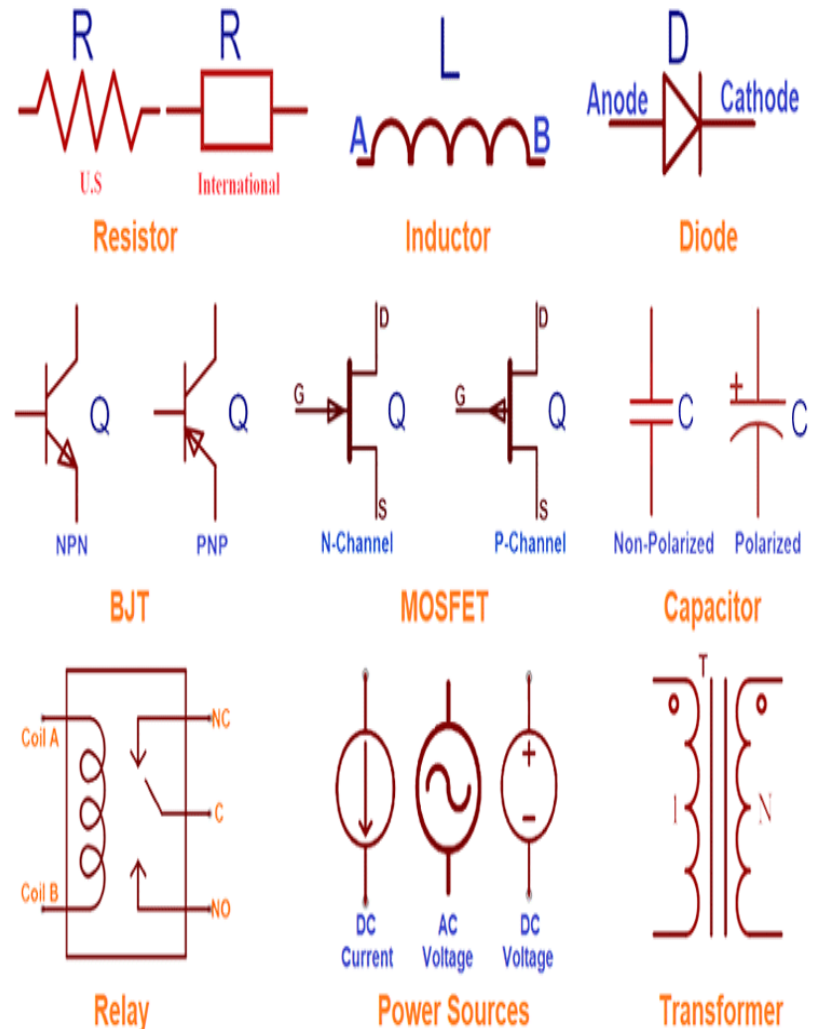 R R L D
Anode Cathode
A B
U.S International
Resistor Inductor Diode
D D
G G
Q Q Q Q + C C
S S
NPN PNP N-Channel P-Channel Non-Polarized Polarized
BJT MOSFET Capacitor
T
Coil A NC
+
C 1 N
−
Coil B NO
DC Current AC Voltage DC Voltage
Relay Power Sources Transformer